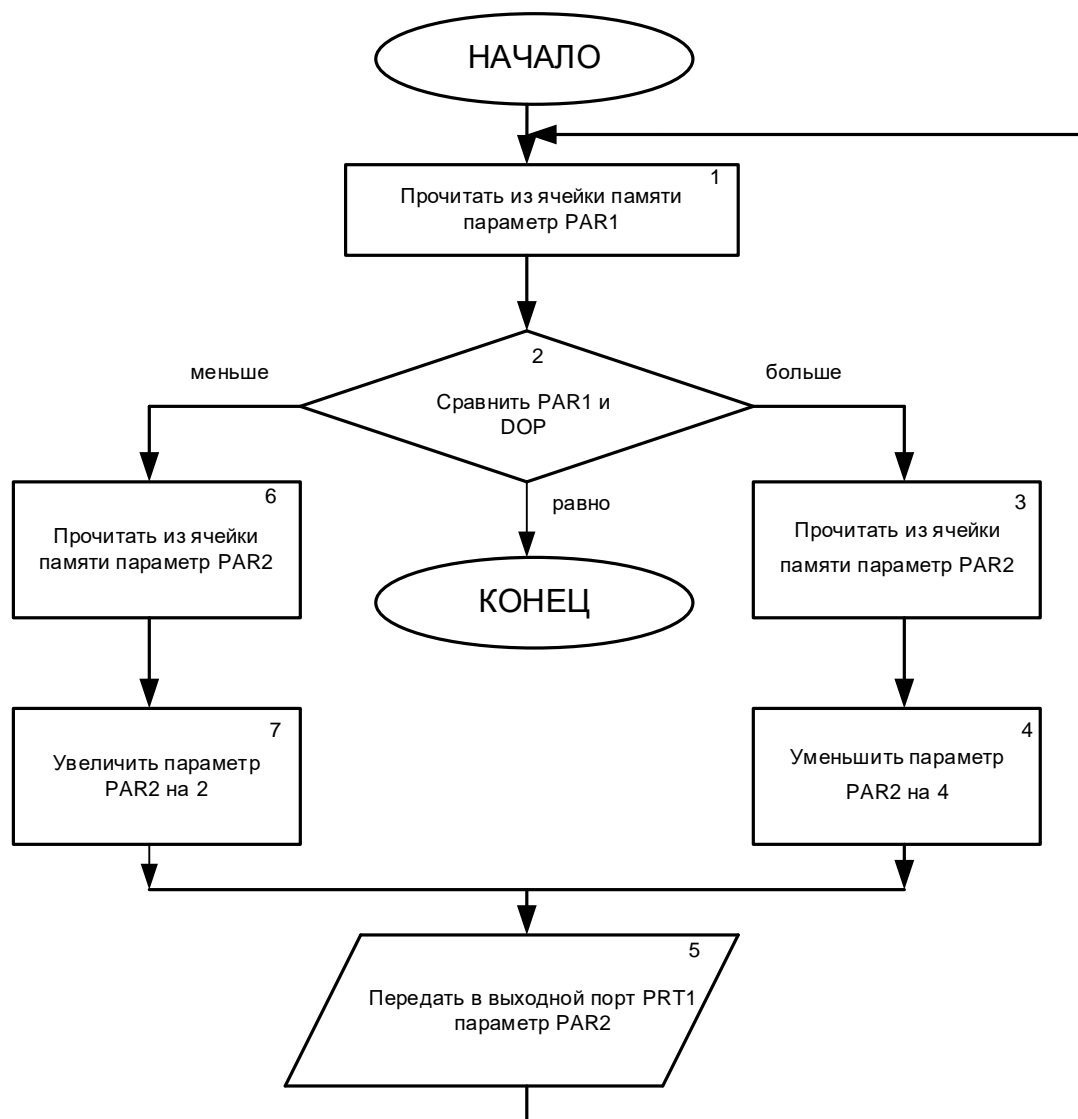 НАЧАЛО
1
Прочитать из ячейки памяти
параметр PAR1
2
меньше
больше
Сравнить PAR1 и
DOP
равно
6
Прочитать из ячейки
памяти параметр PAR2
3
Прочитать из ячейки
памяти параметр PAR2
КОНЕЦ
7
Увеличить параметр
PAR2 на 2
4
Уменьшить параметр
PAR2 на 4
5
Передать в выходной порт PRT1
параметр PAR2